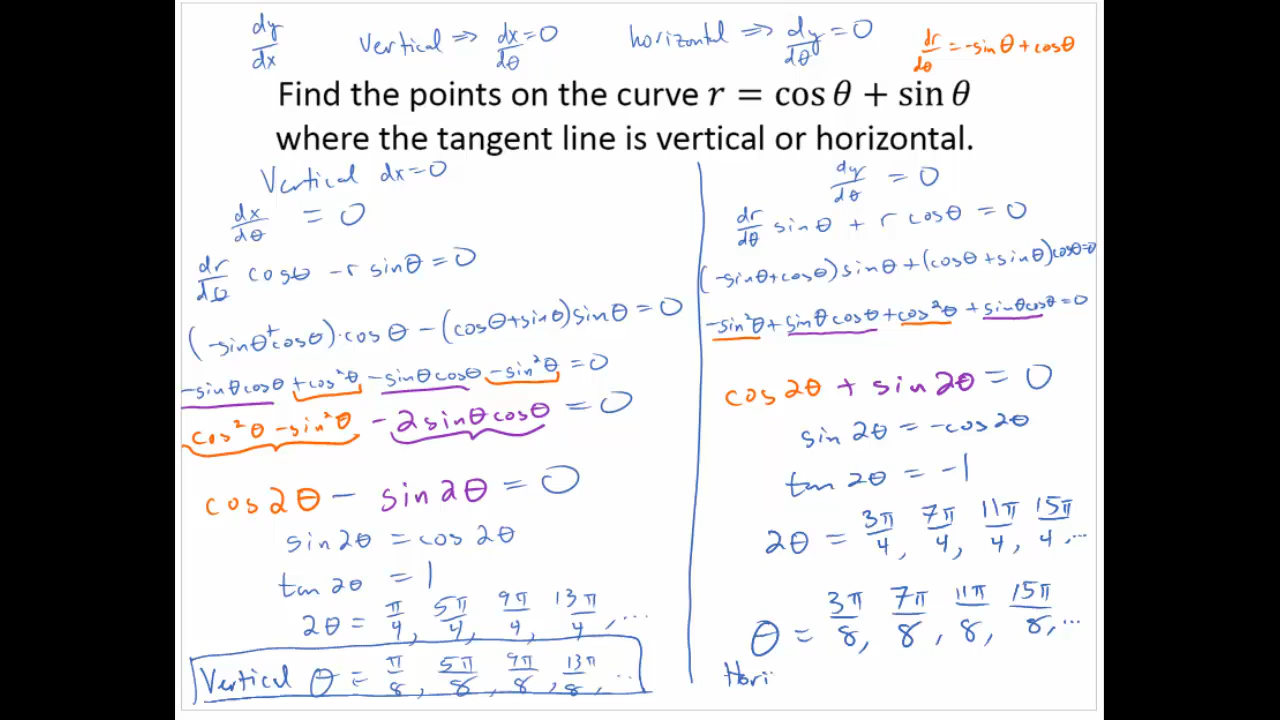 dy/dx vertical ⇒ dx/dθ = 0 horizontal ⇒ dy/dθ = 0 dr/dθ = -sin θ + cos θ
Find the points on the curve r = cos θ + sin θ
where the tangent line is vertical or horizontal.
Vertical dx = 0
dx/dθ = 0
dr/dθ cos θ - r sin θ = 0
(-sin θ + cos θ) · cos θ - (cos θ + sin θ) sin θ = 0
-sin θ cos θ + cos² θ - sin θ cos θ - sin² θ = 0
cos² θ - sin² θ - 2 sin θ cos θ = 0
cos 2θ - sin 2θ = 0
sin 2θ = cos 2θ
tan 2θ = 1
2θ = π/4, 5π/4, 9π/4, 13π/4, ...
Vertical θ = π/8, 5π/8, 9π/8, 13π/8, ...
dy/dθ = 0
dr/dθ sin θ + r cos θ = 0
(-sin θ + cos θ) sin θ + (cos θ + sin θ) cos θ = 0
-sin² θ + sin θ cos θ + cos² θ + sin θ cos θ = 0
cos 2θ + sin 2θ = 0
sin 2θ = -cos 2θ
tan 2θ = -1
2θ = 3π/4, 7π/4, 11π/4, 15π/4, ...
θ = 3π/8, 7π/8, 11π/8, 15π/8, ...
Hori